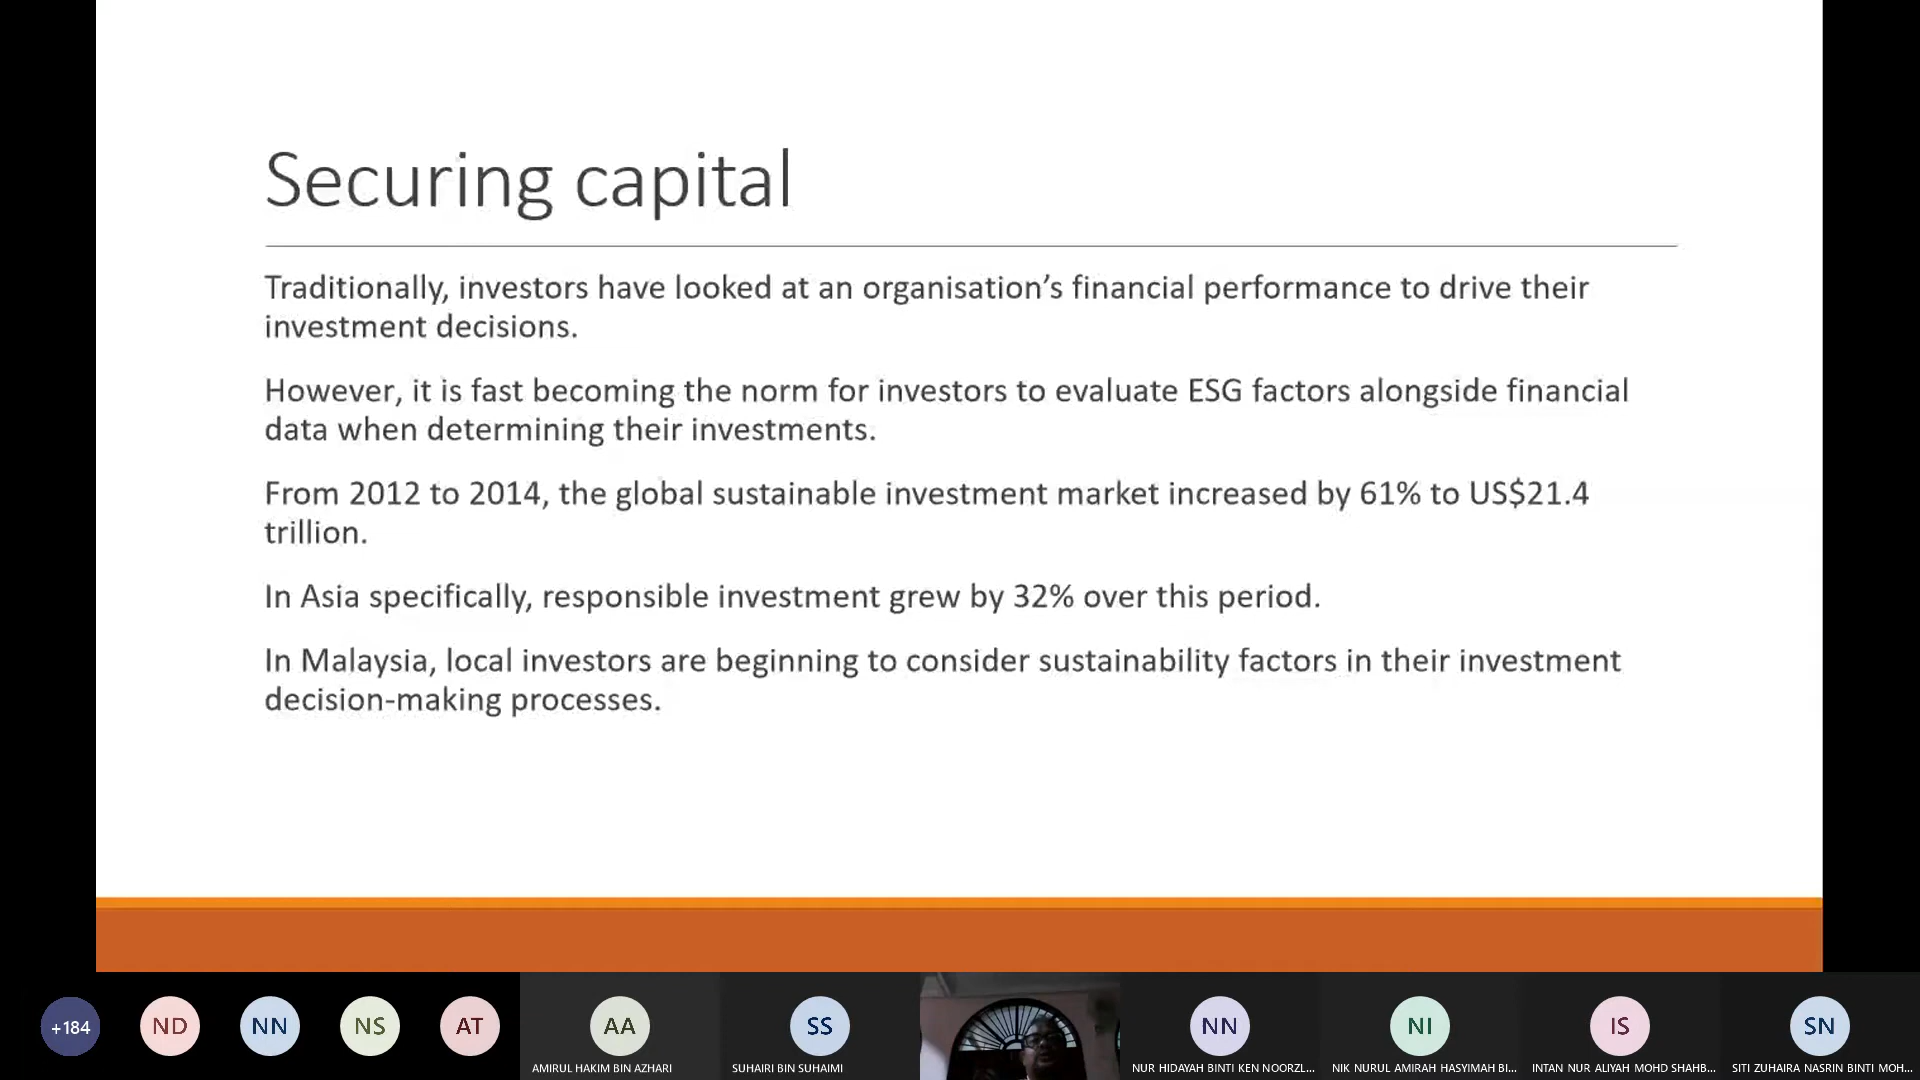 Securing capital
Traditionally, investors have looked at an organisation’s financial performance to drive their
investment decisions.
However, it is fast becoming the norm for investors to evaluate ESG factors alongside financial
data when determining their investments.
From 2012 to 2014, the global sustainable investment market increased by 61% to US$21.4
trillion.
In Asia specifically, responsible investment grew by 32% over this period.
In Malaysia, local investors are beginning to consider sustainability factors in their investment
decision-making processes.
+184 ND NN NS AT AA SS NN NI IS SN
AMIRUL HAKIM BIN AZHARI SUHAIRI BIN SUHAIMI NUR HIDAYAH BINTI KEN NOORZL... NIK NURUL AMIRAH HASYIMAH BI... INTAN NUR ALIYAH MOHD SHAHB... SITI ZUHAIRA NASRIN BINTI MOH...